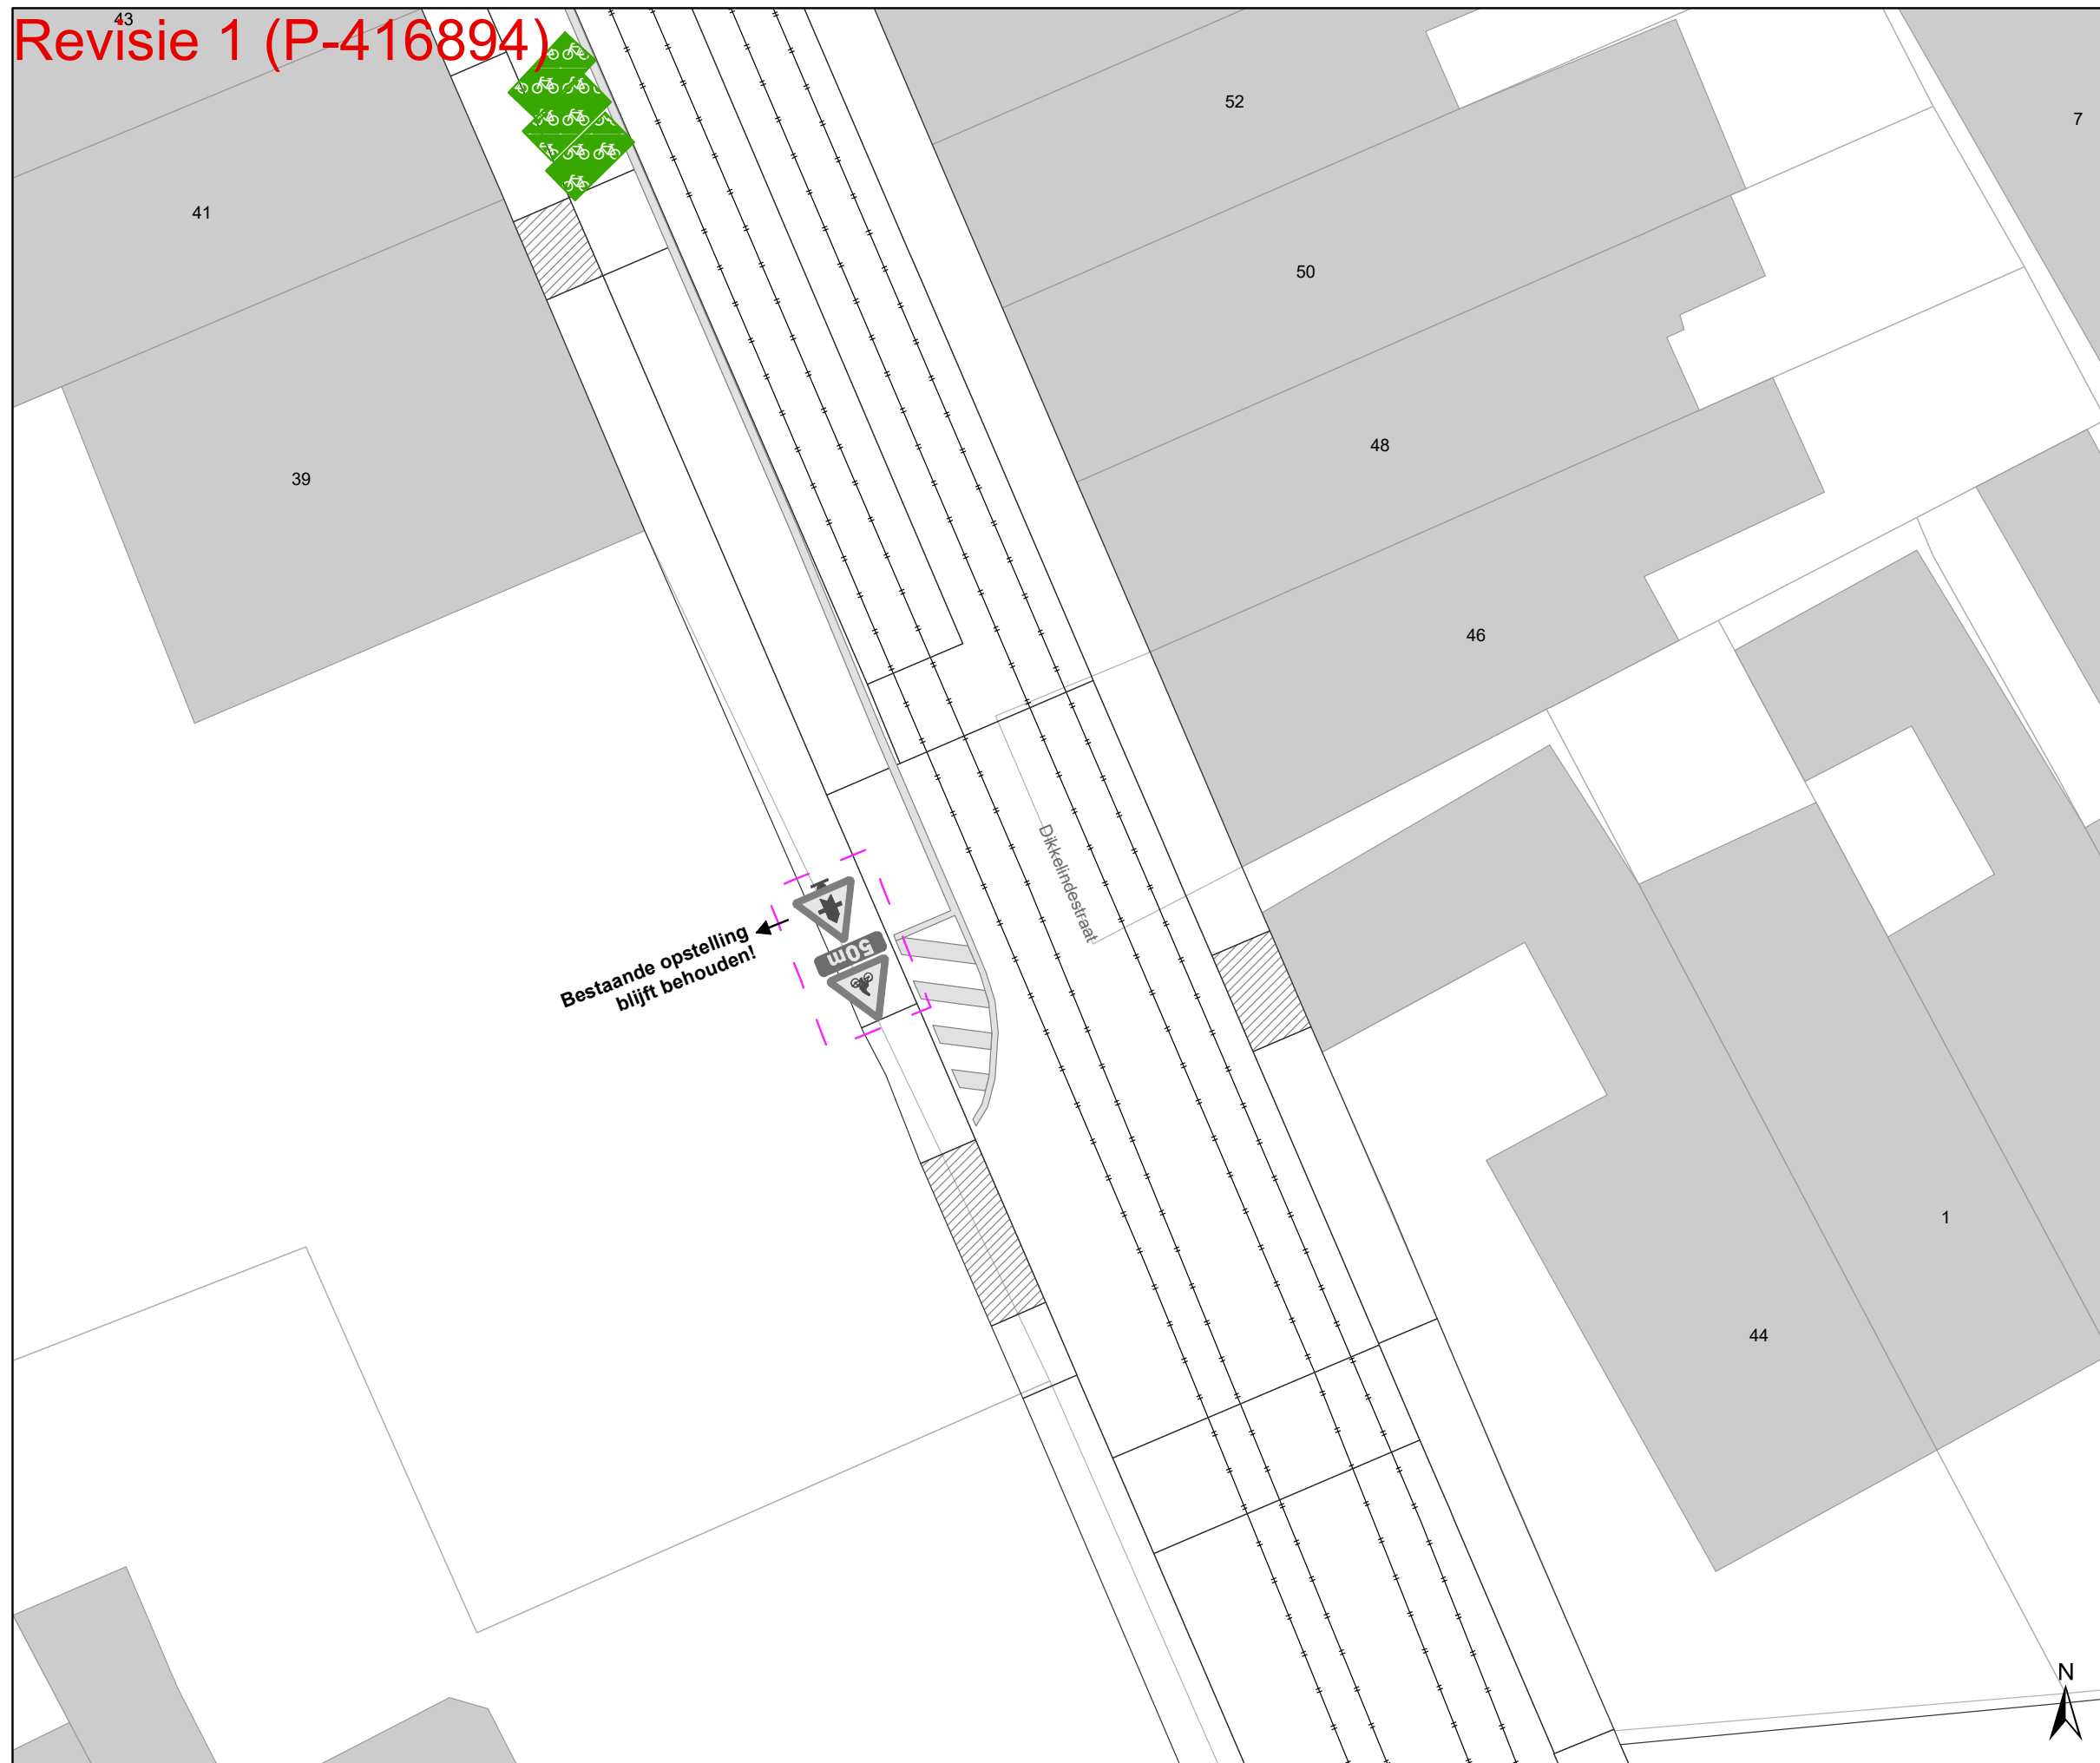 43
Revisie 1 (P-416894)
52
7
41
50
48
39
46
Dikkelindestraat
Bestaande opstelling
blijft behouden!
50m
1
44
N